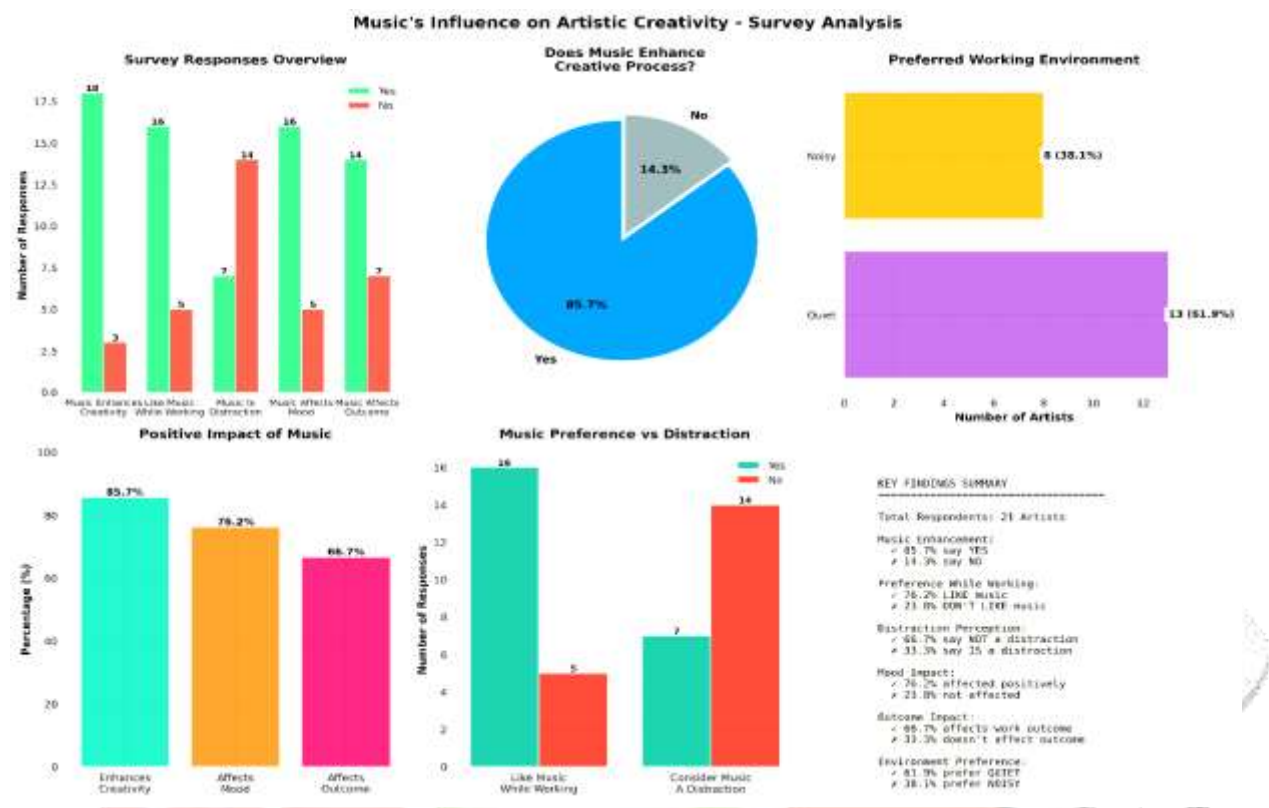 Music's Influence on Artistic Creativity - Survey Analysis
Survey Responses Overview
Yes
No
Number of Responses
17.5
15.0
12.5
10.0
7.5
5.0
2.5
0.0
18
3
16
5
7
14
16
5
14
7
Music Enhances Like Music Music Is Music Affects Music Affects
Creativity While Working Distraction Mood Outcome
Does Music Enhance
Creative Process?
No
14.3%
85.7%
Yes
Preferred Working Environment
Noisy
8 (38.1%)
Quiet
13 (61.9%)
0 2 4 6 8 10 12
Number of Artists
Positive Impact of Music
Percentage (%)
100
80
60
40
20
0
85.7%
76.2%
66.7%
Enhances
Creativity
Affects
Mood
Affects
Outcome
Music Preference vs Distraction
Yes
No
Number of Responses
16
14
12
10
8
6
4
2
0
16
5
7
14
Like Music
While Working
Consider Music
A Distraction
KEY FINDINGS SUMMARY
Total Respondents: 21 Artists
Music Enhancement:
✓ 85.7% say YES
✗ 14.3% say NO
Preference While Working:
✓ 76.2% LIKE music
✗ 23.8% DON'T LIKE music
Distraction Perception:
✓ 66.7% say NOT a distraction
✗ 33.3% say IS a distraction
Mood Impact:
✓ 76.2% affected positively
✗ 23.8% not affected
Outcome Impact:
✓ 66.7% affects work outcome
✗ 33.3% doesn't affect outcome
Environment Preference:
✓ 61.9% prefer QUIET
✗ 38.1% prefer NOISY